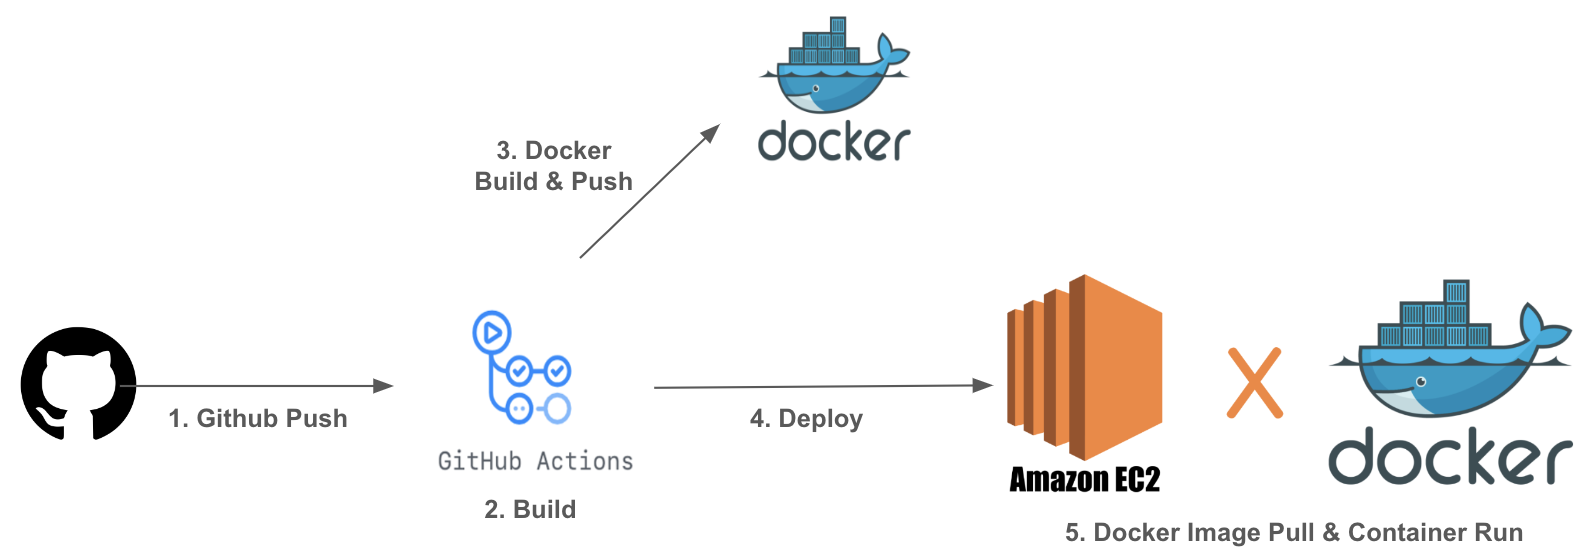 docker
3. Docker
Build & Push
1. Github Push
4. Deploy
GitHub Actions
2. Build
Amazon EC2
X
docker
5. Docker Image Pull & Container Run